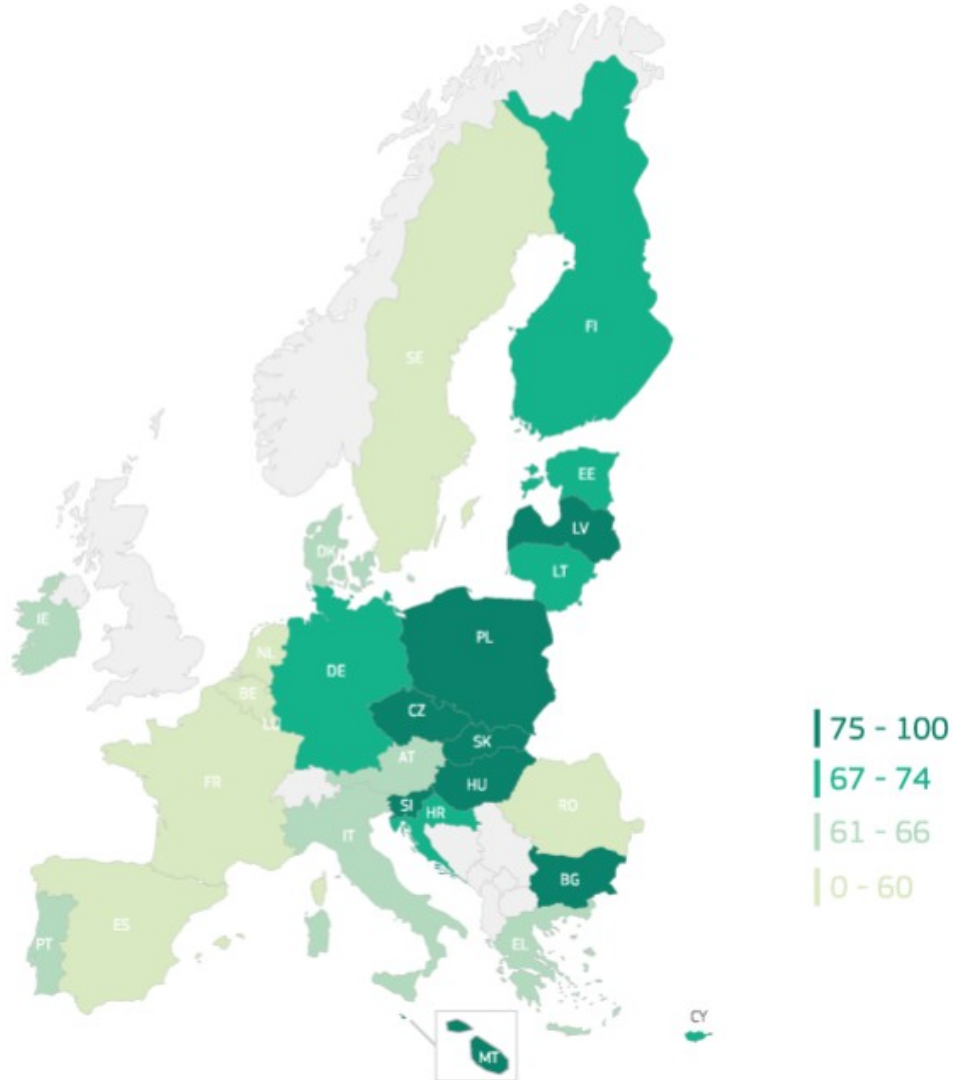 FI
SE
EE
LV
DK
LT
IE
PL
NL
DE
BE
CZ
LU
SK
AT
FR
HU
SI
HR
RO
IT
BG
ES
PT
EL
CY
MT
75 - 100
67 - 74
61 - 66
0 - 60